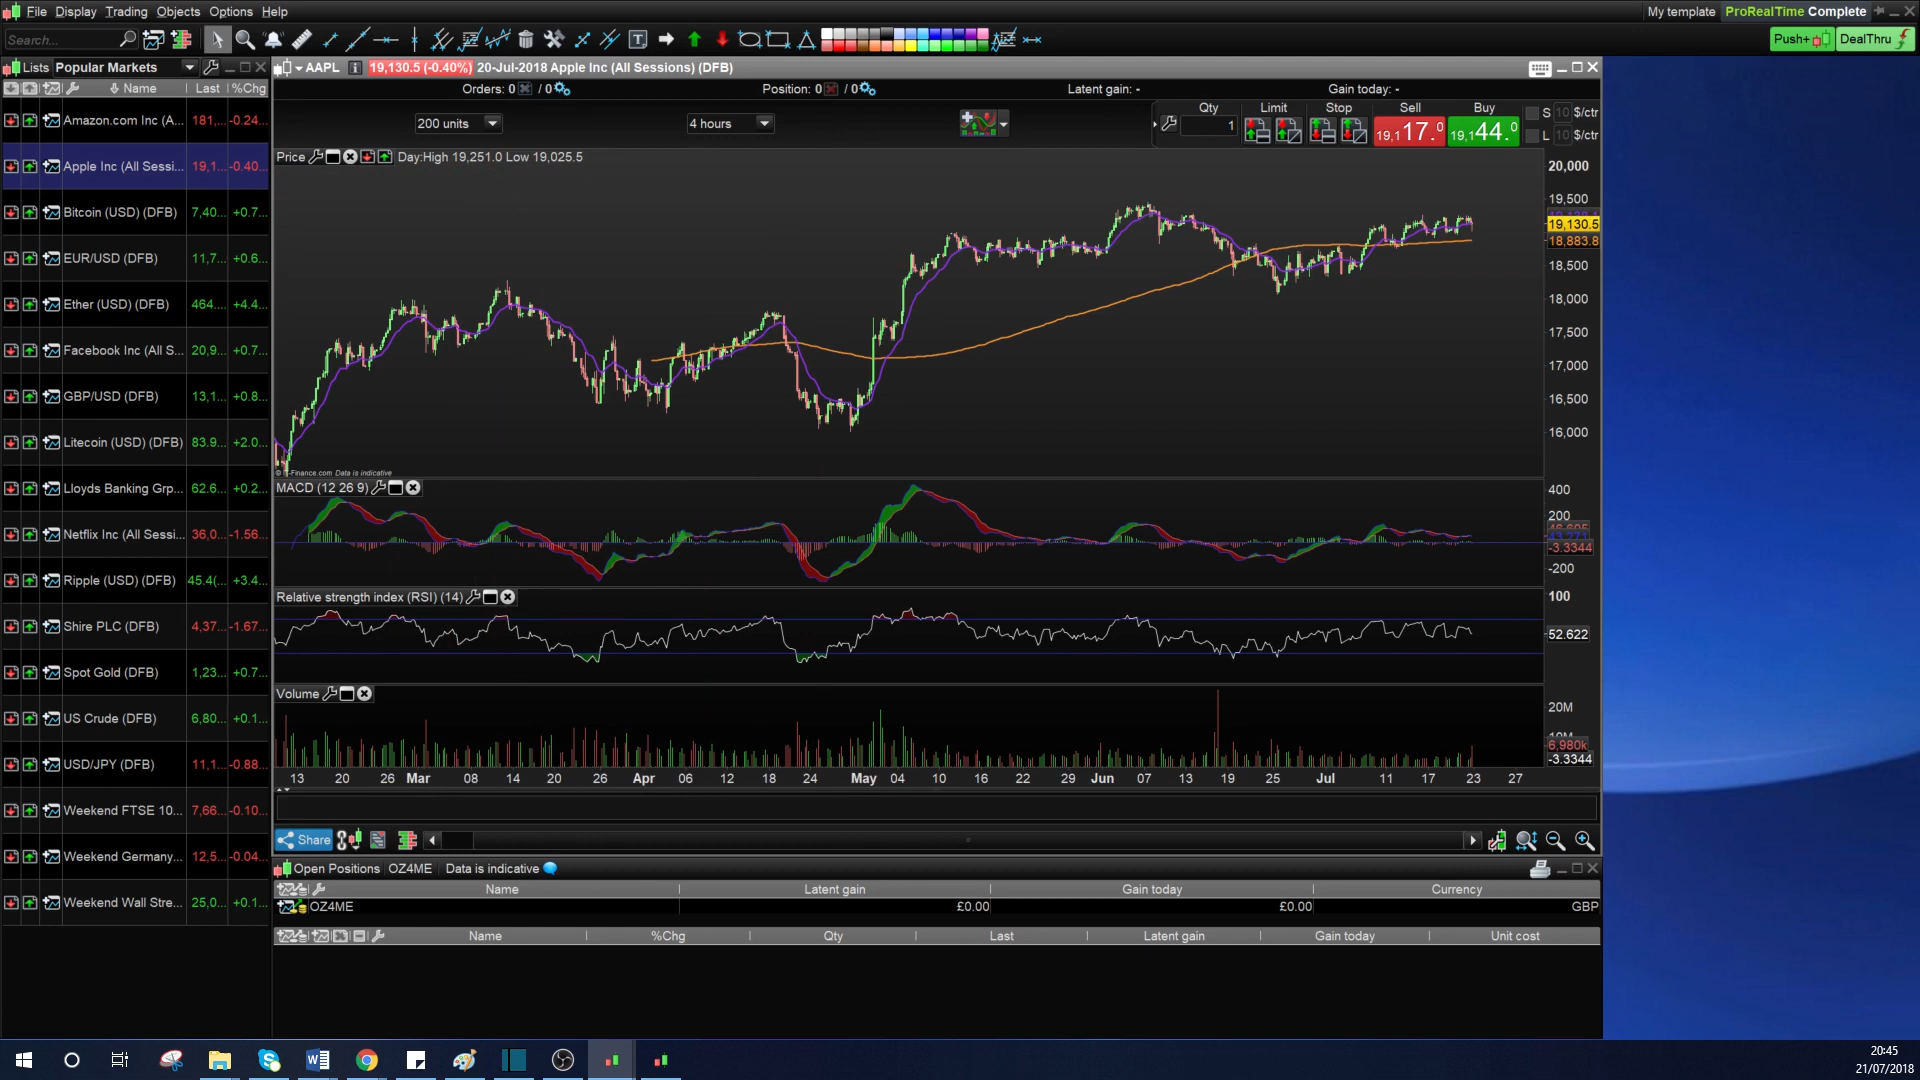 File Display Trading Objects Options Help
My template ProRealTime Complete
Search...
Push+ DealThru
Lists Popular Markets
AAPL 19,130.5 (-0.40%) 20-Jul-2018 Apple Inc (All Sessions) (DFB)
Name Last %Chg
Orders: 0 / 0 Position: 0 / 0 Latent gain: - Gain today: -
200 units 4 hours
Qty Limit Stop Sell Buy
1 19,117.0 19,144.0
S 10 $/ctr
L 10 $/ctr
Amazon.com Inc (A... 181,... -0.24...
Apple Inc (All Sessi... 19,1... -0.40...
Bitcoin (USD) (DFB) 7,40... +0.7...
EUR/USD (DFB) 11,7... +0.6...
Ether (USD) (DFB) 464.... +4.4...
Facebook Inc (All S... 20,9... +0.7...
GBP/USD (DFB) 13,1... +0.8...
Litecoin (USD) (DFB) 83.9... +2.0...
Lloyds Banking Grp... 62.6... +0.2...
Netflix Inc (All Sessi... 36,0... -1.56...
Ripple (USD) (DFB) 45.4(... +3.4...
Shire PLC (DFB) 4,37... -1.67...
Spot Gold (DFB) 1,23... +0.7...
US Crude (DFB) 6,80... +0.1...
USD/JPY (DFB) 11,1... -0.88...
Weekend FTSE 10... 7,66... -0.10...
Weekend Germany... 12,5... -0.04...
Weekend Wall Stre... 25,0... +0.1...
Price Day:High 19,251.0 Low 19,025.5
20,000
19,500
19,130.5
18,883.8
18,500
18,000
17,500
17,000
16,500
16,000
© IT-Finance.com Data is indicative
MACD (12 26 9)
400
200
-3.3344
-200
Relative strength index (RSI) (14)
100
52.622
Volume
20M
6,980k
-3.3344
13 20 26 Mar 08 14 20 26 Apr 06 12 18 24 May 04 10 16 22 29 Jun 07 13 19 25 Jul 11 17 23 27
Share
Open Positions OZ4ME Data is indicative
Name Latent gain Gain today Currency
OZ4ME £0.00 £0.00 GBP
Name %Chg Qty Last Latent gain Gain today Unit cost
20:45
21/07/2018